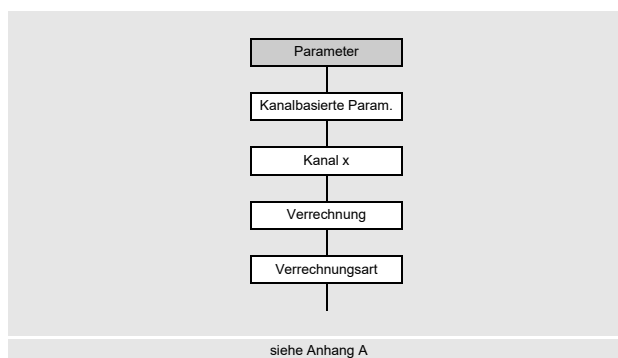 Parameter
Kanalbasierte Param.
Kanal x
Verrechnung
Verrechnungsart
siehe Anhang A